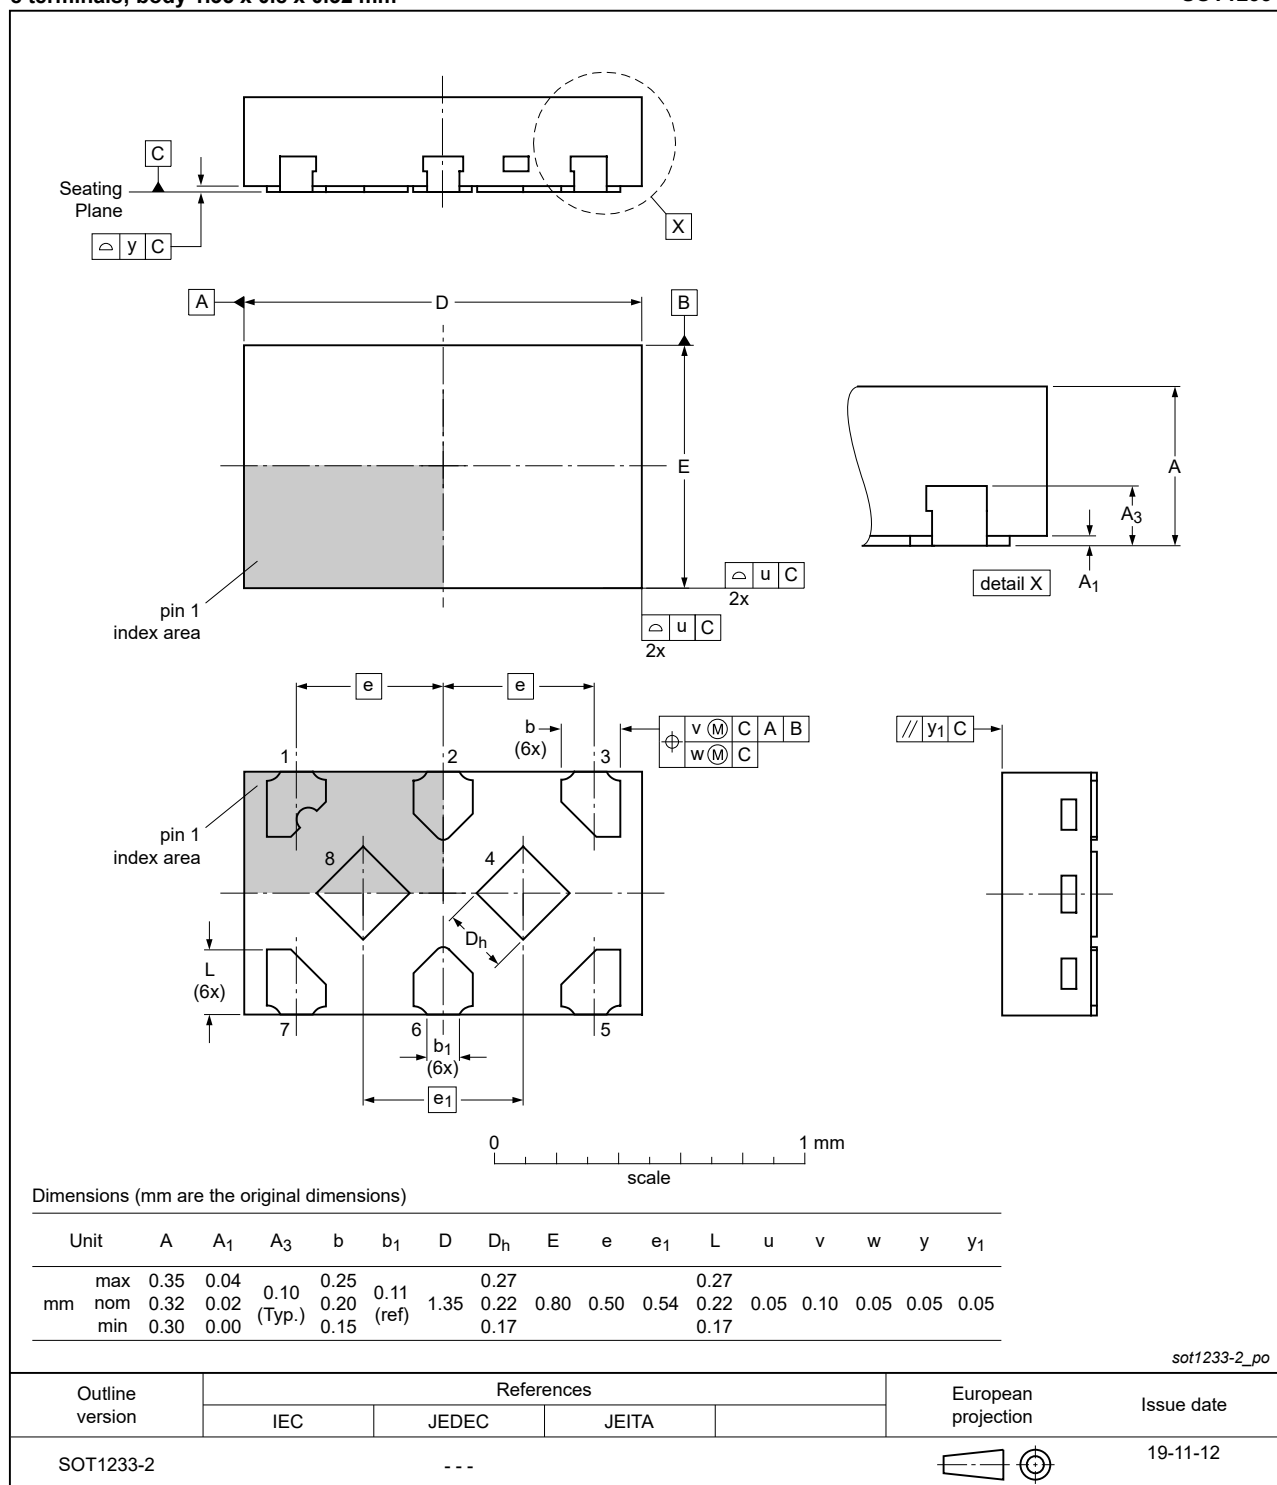 C
Seating
Plane
y C
X
A
D
B
E
A
A3
A1
detail X
pin 1
index area
u C
2x
u C
2x
e
e
b
(6x)
v M C A B
w M C
// y1 C
1
2
3
pin 1
index area
8
4
Dh
L
(6x)
7
6
5
b1
(6x)
e1
0
1 mm
scale
Dimensions (mm are the original dimensions)
Unit A A1 A3 b b1 D Dh E e e1 L u v w y y1
mm
max 0.35 0.04 0.25 0.27 0.27
nom 0.32 0.02 0.10 (Typ.) 0.20 0.11 (ref) 1.35 0.22 0.80 0.50 0.54 0.22 0.05 0.10 0.05 0.05 0.05
min 0.30 0.00 0.15 0.17 0.17
sot1233-2_po
Outline
version
References
IEC
JEDEC
JEITA
European
projection
Issue date
SOT1233-2
- - -
19-11-12